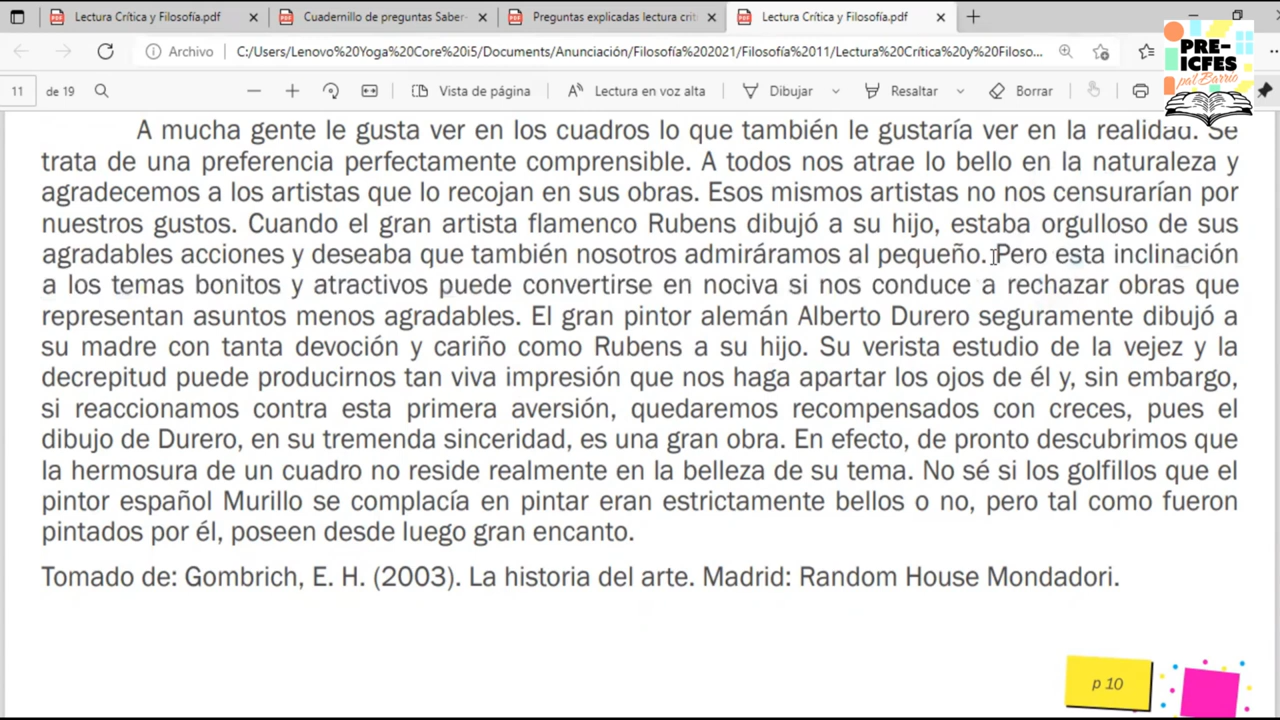 Lectura Crítica y Filosofía.pdf
Cuadernillo de preguntas Saber-
Preguntas explicadas lectura crit
Lectura Crítica y Filosofía.pdf
Archivo
C:/Users/Lenovo%20Yoga%20Core%20i5/Documents/Anunciación/Filosofía%202021/Filosofía%2011/Lectura%20Crítica%20y%20Filoso...
PRE-
ICFES
pa'l Barrio
11 de 19
Vista de página
Lectura en voz alta
Dibujar
Resaltar
Borrar
A mucha gente le gusta ver en los cuadros lo que también le gustaría ver en la realidad. Se
trata de una preferencia perfectamente comprensible. A todos nos atrae lo bello en la naturaleza y
agradecemos a los artistas que lo recojan en sus obras. Esos mismos artistas no nos censurarían por
nuestros gustos. Cuando el gran artista flamenco Rubens dibujó a su hijo, estaba orgulloso de sus
agradables acciones y deseaba que también nosotros admiráramos al pequeño. Pero esta inclinación
a los temas bonitos y atractivos puede convertirse en nociva si nos conduce a rechazar obras que
representan asuntos menos agradables. El gran pintor alemán Alberto Durero seguramente dibujó a
su madre con tanta devoción y cariño como Rubens a su hijo. Su verista estudio de la vejez y la
decrepitud puede producirnos tan viva impresión que nos haga apartar los ojos de él y, sin embargo,
si reaccionamos contra esta primera aversión, quedaremos recompensados con creces, pues el
dibujo de Durero, en su tremenda sinceridad, es una gran obra. En efecto, de pronto descubrimos que
la hermosura de un cuadro no reside realmente en la belleza de su tema. No sé si los golfillos que el
pintor español Murillo se complacía en pintar eran estrictamente bellos o no, pero tal como fueron
pintados por él, poseen desde luego gran encanto.
Tomado de: Gombrich, E. H. (2003). La historia del arte. Madrid: Random House Mondadori.
p 10